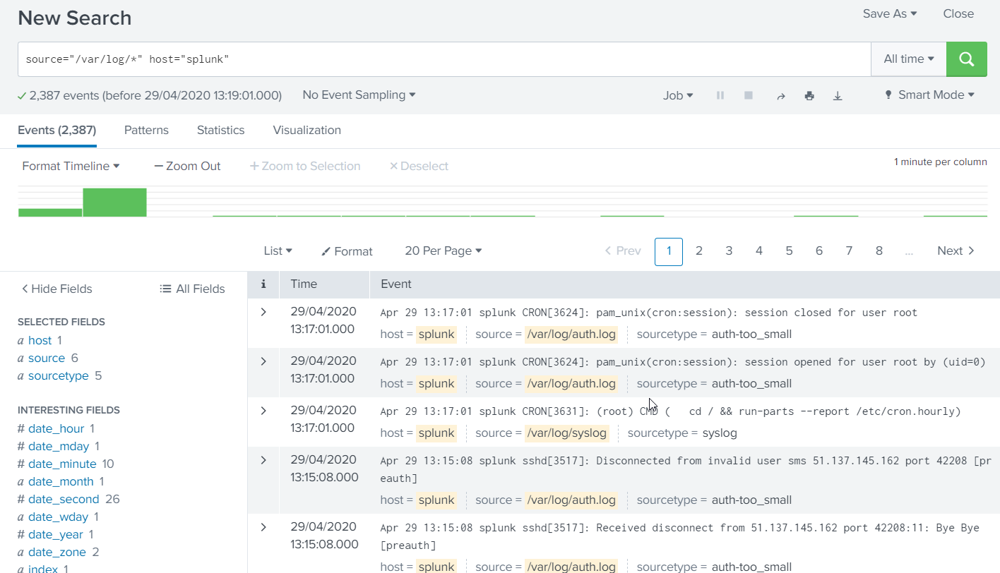 New Search
Save As
Close
source="/var/log/*" host="splunk"
All time
2,387 events (before 29/04/2020 13:19:01.000)
No Event Sampling
Job
Smart Mode
Events (2,387)
Patterns
Statistics
Visualization
Format Timeline
Zoom Out
Zoom to Selection
Deselect
1 minute per column
List
Format
20 Per Page
Prev
1 2 3 4 5 6 7 8 ...
Next
Hide Fields
All Fields
SELECTED FIELDS
a host 1
a source 6
a sourcetype 5
INTERESTING FIELDS
# date_hour 1
# date_mday 1
# date_minute 10
a date_month 1
# date_second 26
a date_wday 1
# date_year 1
a date_zone 2
a index 1
i Time Event
29/04/2020
13:17:01.000
Apr 29 13:17:01 splunk CRON[3624]: pam_unix(cron:session): session closed for user root
host = splunk source = /var/log/auth.log sourcetype = auth-too_small
29/04/2020
13:17:01.000
Apr 29 13:17:01 splunk CRON[3624]: pam_unix(cron:session): session opened for user root by (uid=0)
host = splunk source = /var/log/auth.log sourcetype = auth-too_small
29/04/2020
13:17:01.000
Apr 29 13:17:01 splunk CRON[3631]: (root) CMD (   cd / && run-parts --report /etc/cron.hourly)
host = splunk source = /var/log/syslog sourcetype = syslog
29/04/2020
13:15:08.000
Apr 29 13:15:08 splunk sshd[3517]: Disconnected from invalid user sms 51.137.145.162 port 42208 [pr
eauth]
host = splunk source = /var/log/auth.log sourcetype = auth-too_small
29/04/2020
13:15:08.000
Apr 29 13:15:08 splunk sshd[3517]: Received disconnect from 51.137.145.162 port 42208:11: Bye Bye
[preauth]
host = splunk source = /var/log/auth.log sourcetype = auth-too_small